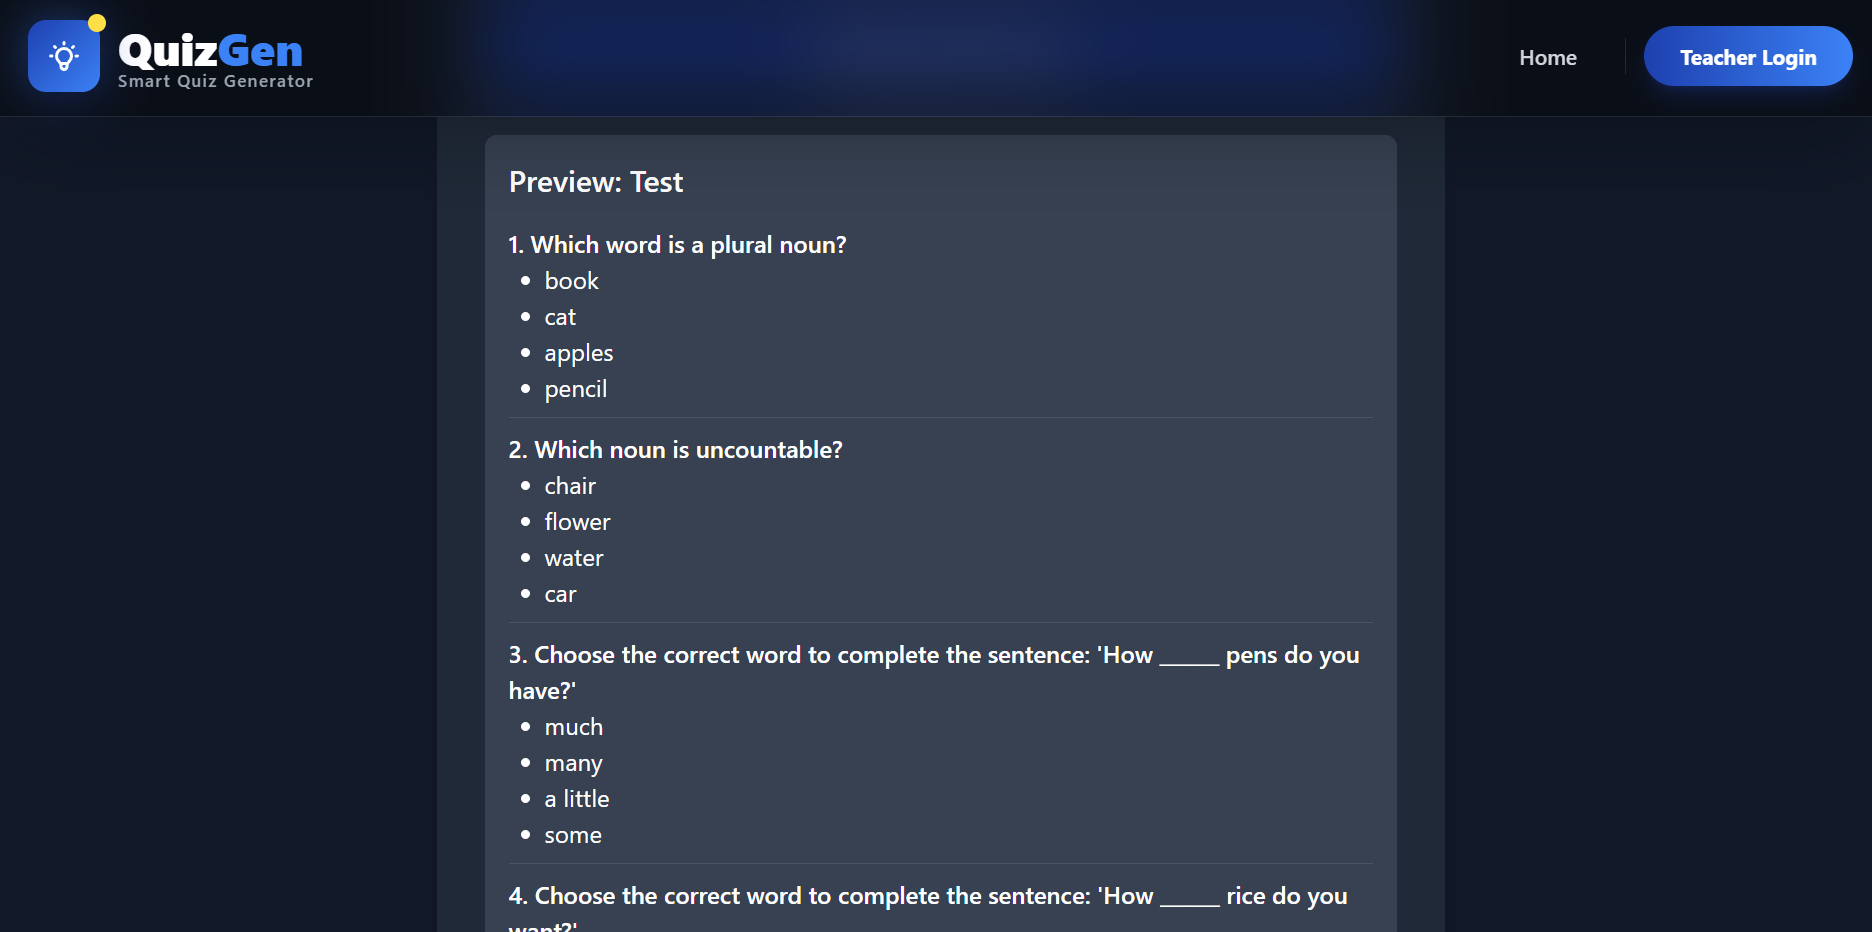 QuizGen
Smart Quiz Generator
Home
Teacher Login
Preview: Test
1. Which word is a plural noun?
book
cat
apples
pencil
2. Which noun is uncountable?
chair
flower
water
car
3. Choose the correct word to complete the sentence: 'How _____ pens do you
have?'
much
many
a little
some
4. Choose the correct word to complete the sentence: 'How _____ rice do you
want?'